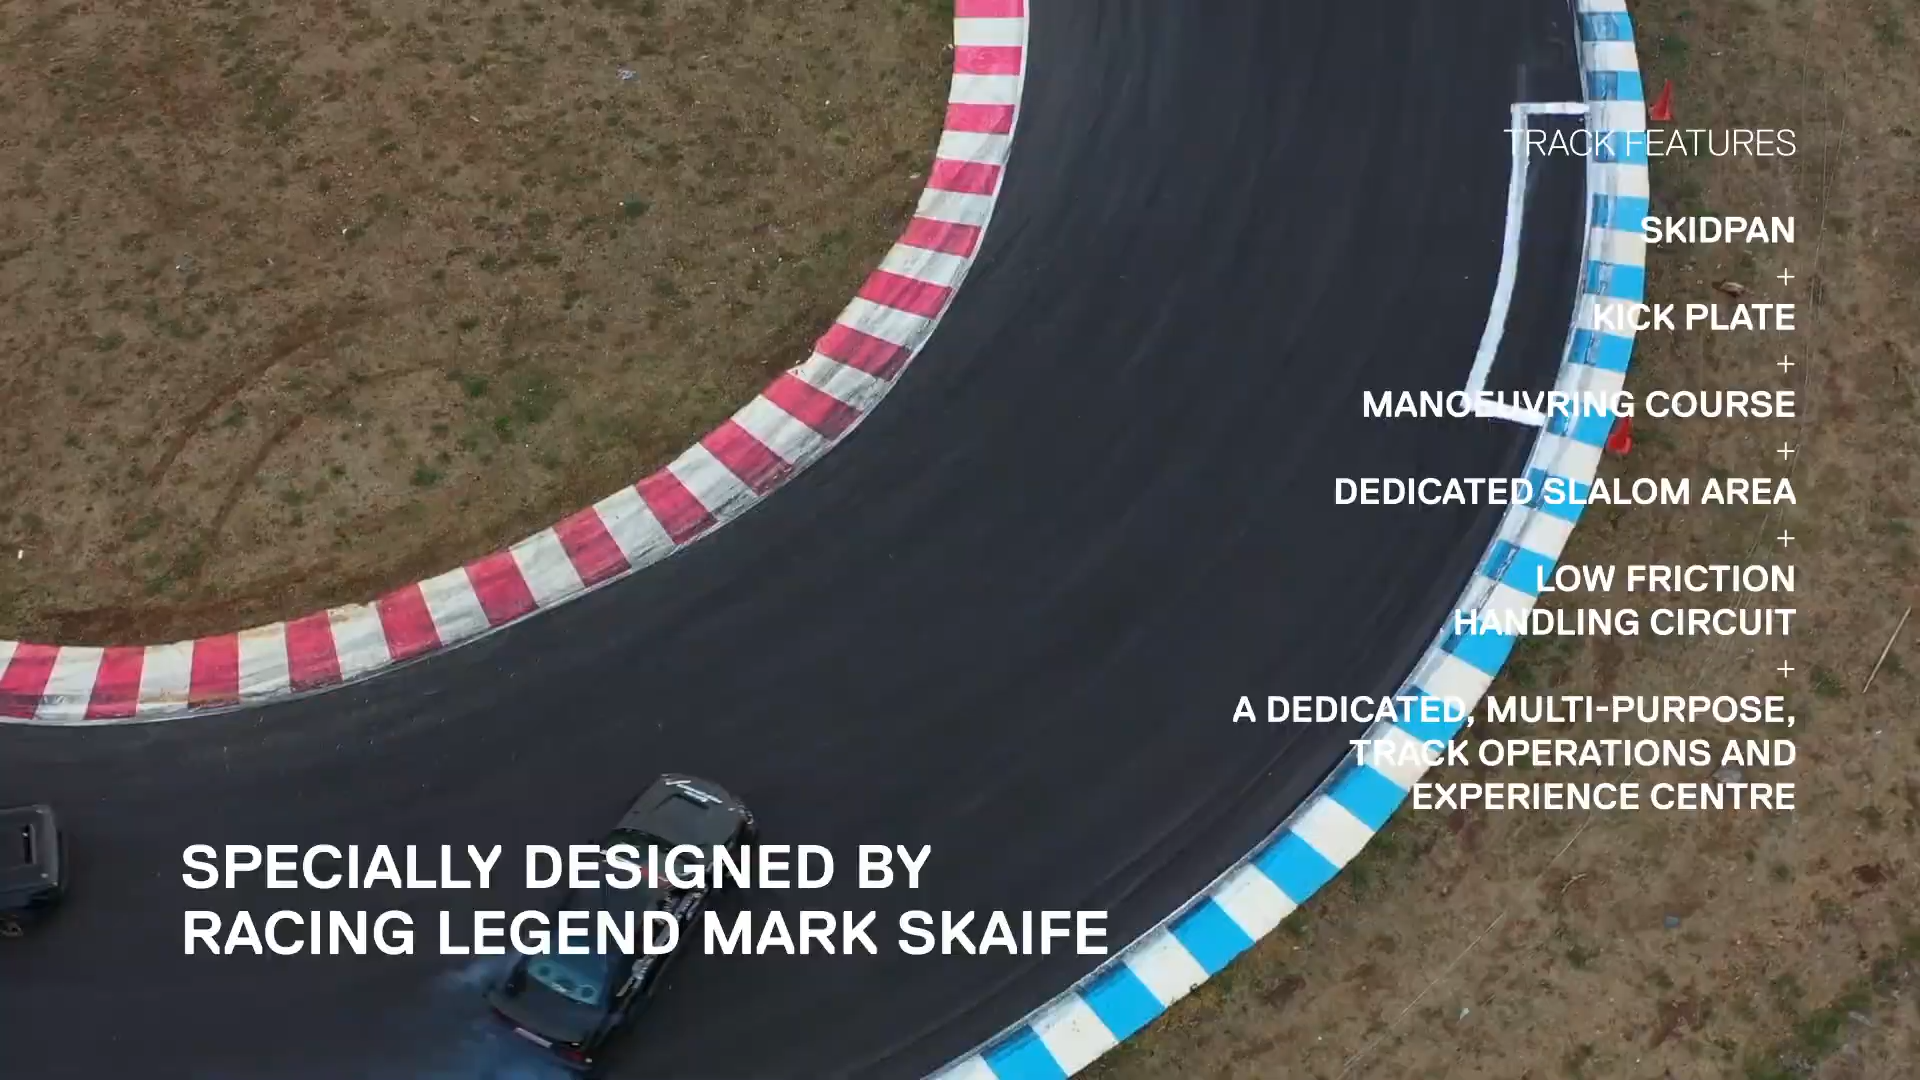 TRACK FEATURES
SKIDPAN
+
KICK PLATE
+
MANOEUVRING COURSE
+
DEDICATED SLALOM AREA
+
LOW FRICTION
HANDLING CIRCUIT
+
A DEDICATED, MULTI-PURPOSE,
TRACK OPERATIONS AND
EXPERIENCE CENTRE
SPECIALLY DESIGNED BY
RACING LEGEND MARK SKAIFE